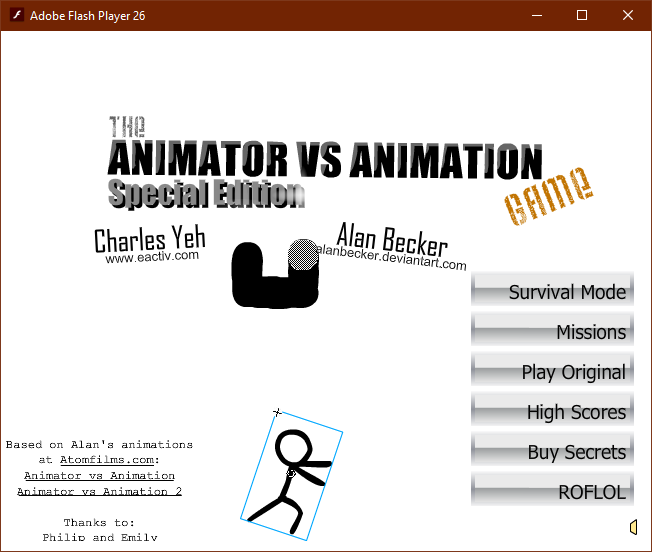 Adobe Flash Player 26
THE
ANIMATOR VS ANIMATION
Special Edition
GAME
Charles Yeh
www.eactiv.com
Alan Becker
alanbecker.deviantart.com
Survival Mode
Missions
Play Original
High Scores
Buy Secrets
ROFLOL
Based on Alan's animations
at Atomfilms.com:
Animator vs Animation
Animator vs Animation 2
Thanks to:
Philip and Emily